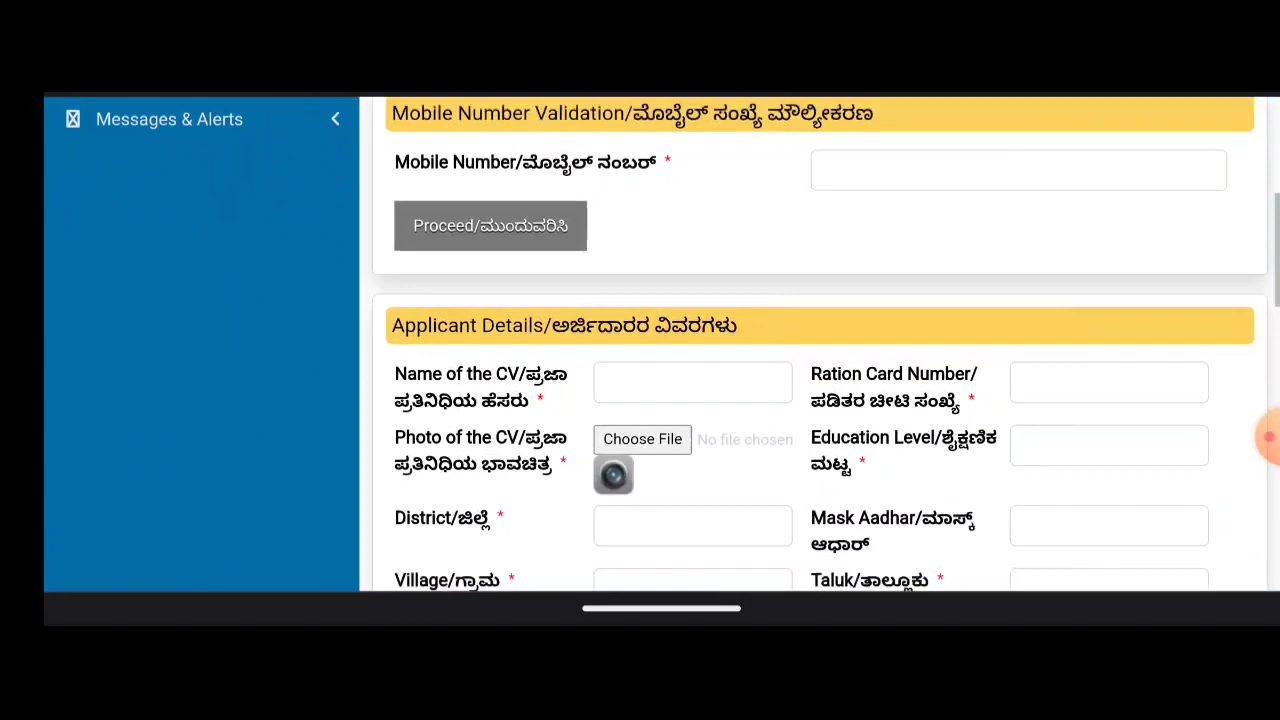 Messages & Alerts
Mobile Number Validation/ಮೊಬೈಲ್ ಸಂಖ್ಯೆ ಮೌಲ್ಯೀಕರಣ
Mobile Number/ಮೊಬೈಲ್ ನಂಬರ್ *
Proceed/ಮುಂದುವರಿಸಿ
Applicant Details/ಅರ್ಜಿದಾರರ ವಿವರಗಳು
Name of the CV/ಪ್ರಜಾ
ಪ್ರತಿನಿಧಿಯ ಹೆಸರು *
Ration Card Number/
ಪಡಿತರ ಚೀಟಿ ಸಂಖ್ಯೆ *
Photo of the CV/ಪ್ರಜಾ
ಪ್ರತಿನಿಧಿಯ ಭಾವಚಿತ್ರ *
Choose File No file chosen
Education Level/ಶೈಕ್ಷಣಿಕ
ಮಟ್ಟ *
District/ಜಿಲ್ಲೆ *
Mask Aadhar/ಮಾಸ್ಕ್
ಆಧಾರ್
Village/ಗ್ರಾಮ *
Taluk/ತಾಲ್ಲೂಕು *